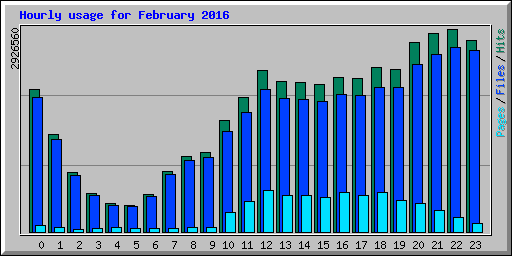 Hourly usage for February 2016
2926560
Pages/Files/Hits
0 1 2 3 4 5 6 7 8 9 10 11 12 13 14 15 16 17 18 19 20 21 22 23